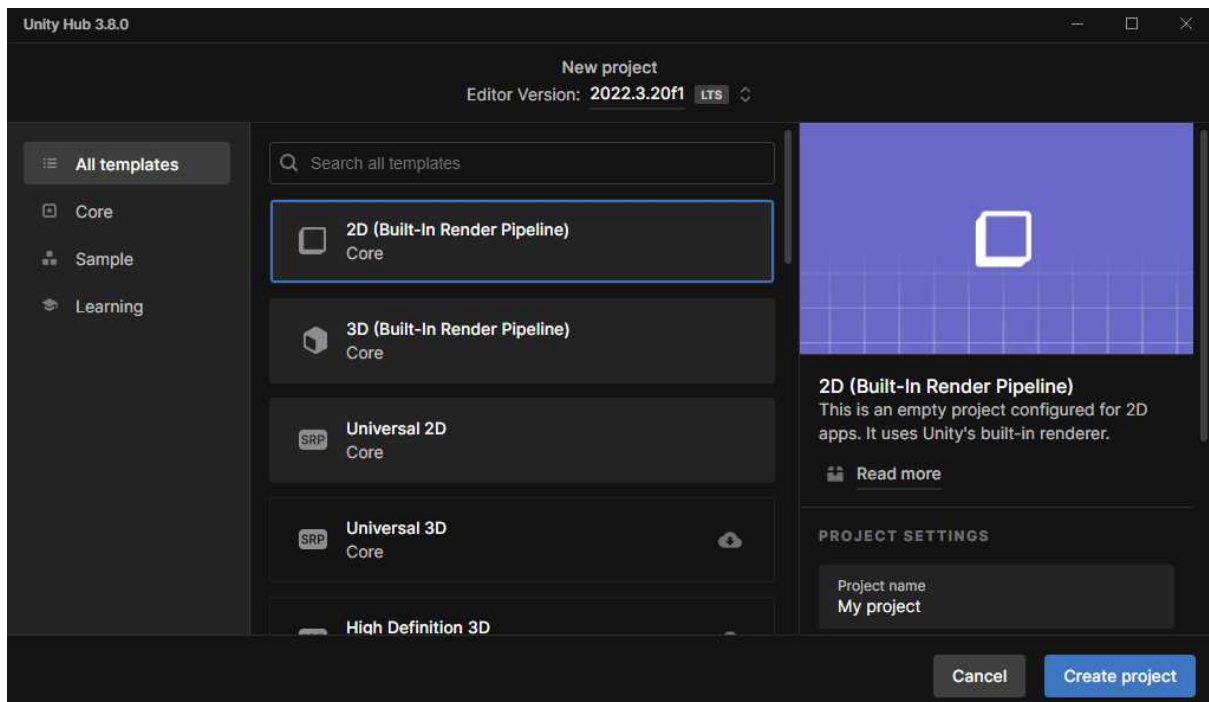 Unity Hub 3.8.0
New project
Editor Version: 2022.3.20f1 LTS
All templates
Core
Sample
Learning
Search all templates
2D (Built-In Render Pipeline)
Core
3D (Built-In Render Pipeline)
Core
SRP
Universal 2D
Core
SRP
Universal 3D
Core
High Definition 3D
2D (Built-In Render Pipeline)
This is an empty project configured for 2D
apps. It uses Unity's built-in renderer.
Read more
PROJECT SETTINGS
Project name
My project
Cancel
Create project